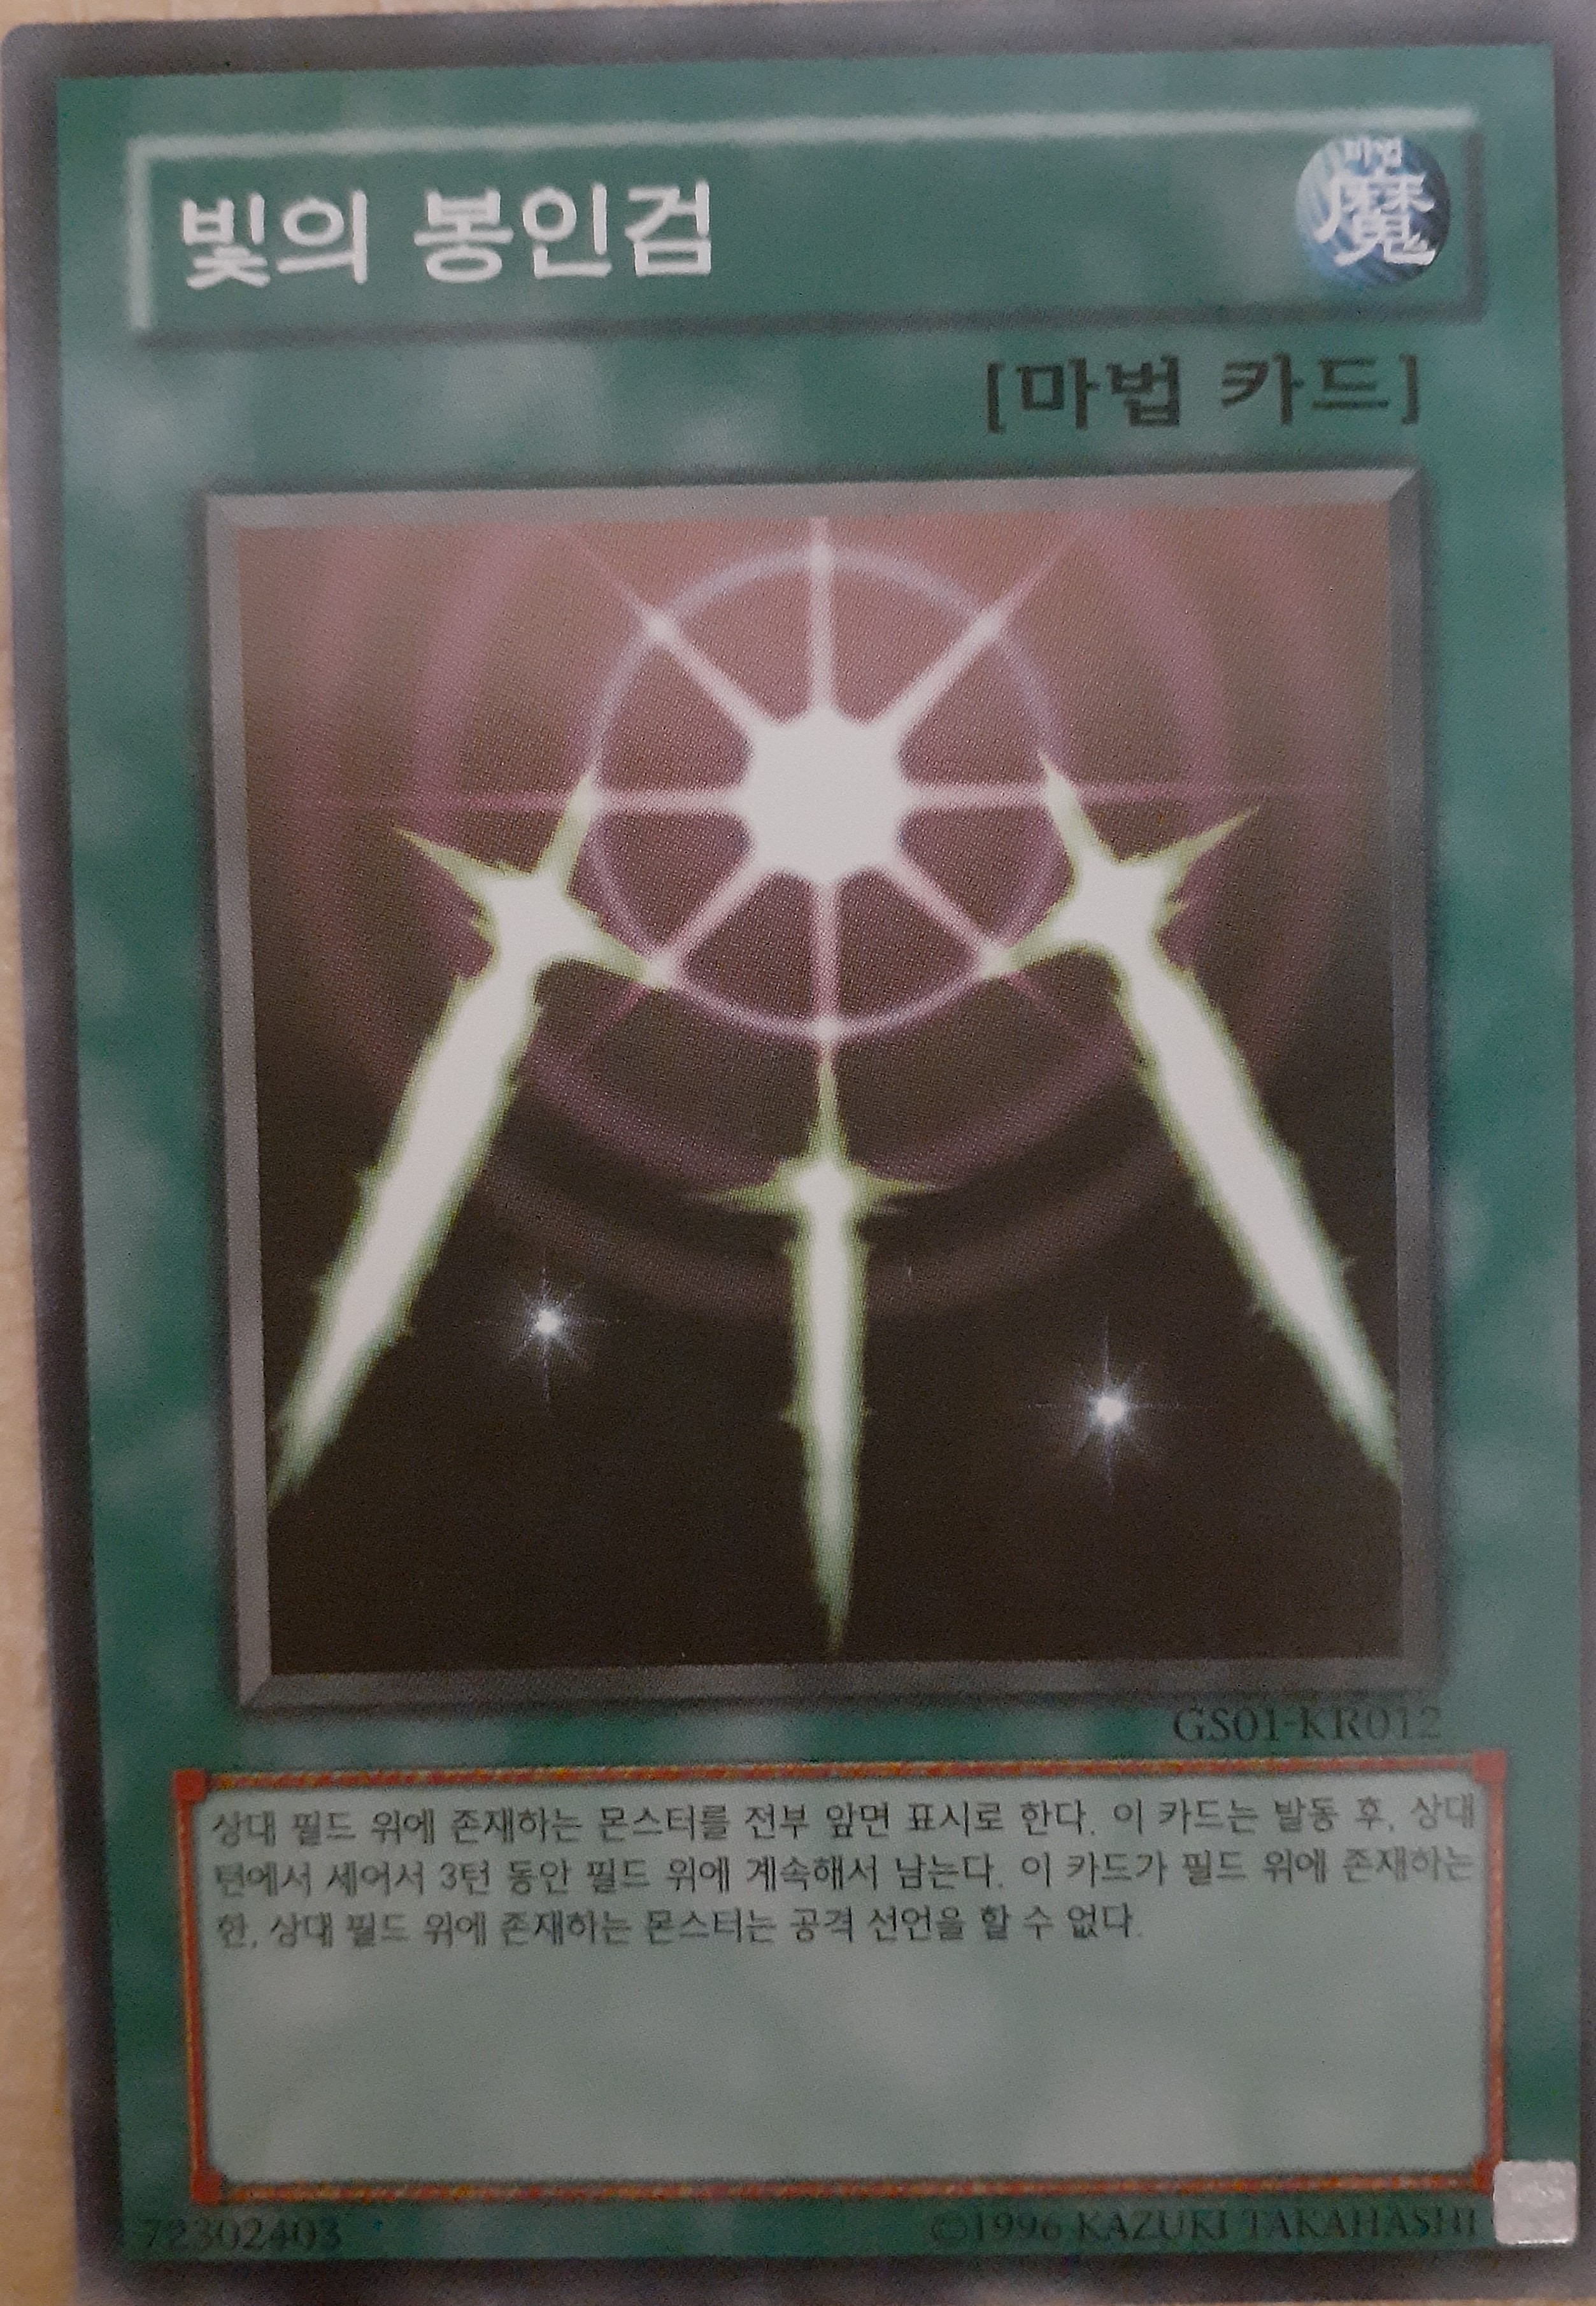 빛의 봉인검
마법
魔
[마법 카드]
GS01-KR012
상대 필드 위에 존재하는 몬스터를 전부 앞면 표시로 한다. 이 카드는 발동 후, 상대
턴에서 세어서 3턴 동안 필드 위에 계속해서 남는다. 이 카드가 필드 위에 존재하는
한, 상대 필드 위에 존재하는 몬스터는 공격 선언을 할 수 없다.
72302403
©1996 KAZUKI TAKAHASHI